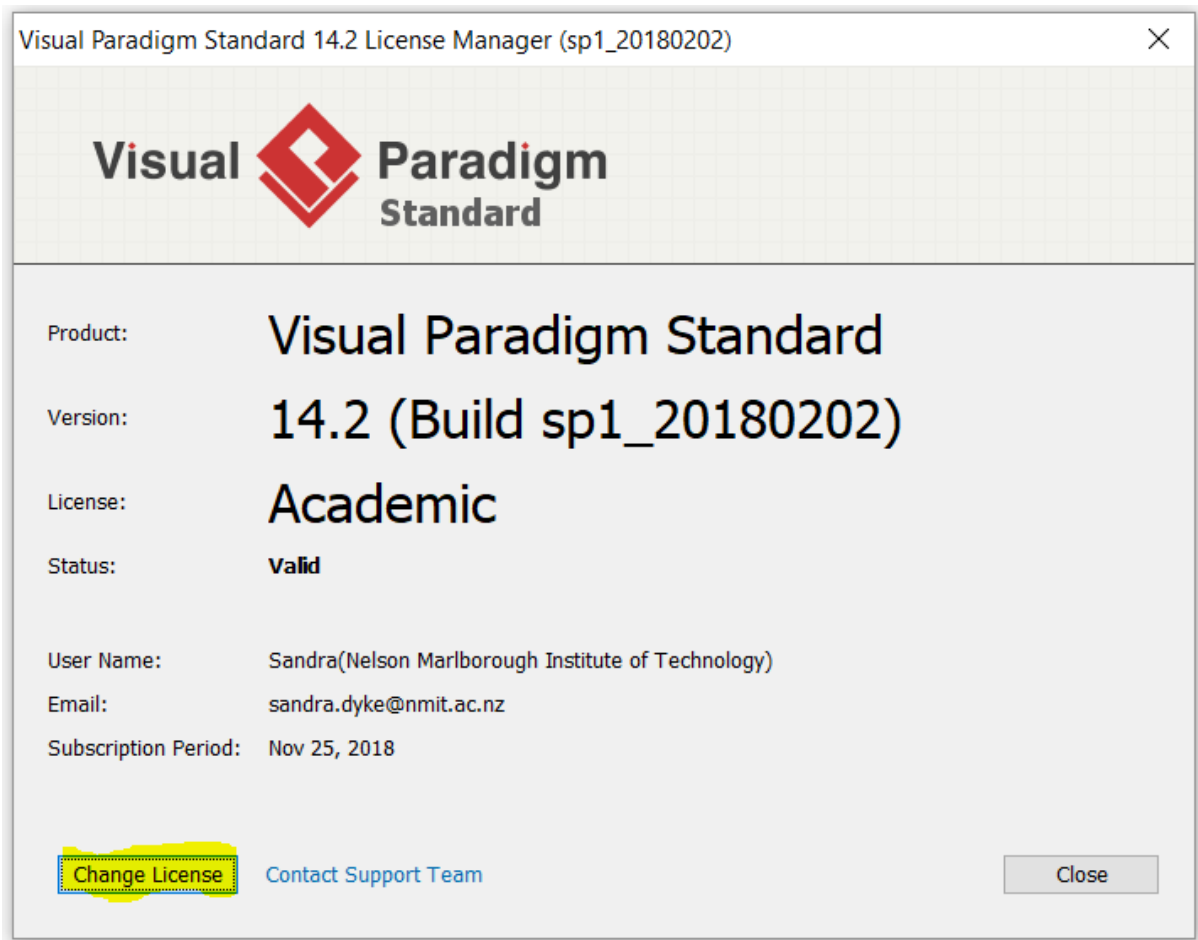 Visual Paradigm Standard 14.2 License Manager (sp1_20180202)
Visual Paradigm
Standard
Product: Visual Paradigm Standard
Version: 14.2 (Build sp1_20180202)
License: Academic
Status: Valid
User Name: Sandra(Nelson Marlborough Institute of Technology)
Email: sandra.dyke@nmit.ac.nz
Subscription Period: Nov 25, 2018
Change License Contact Support Team Close